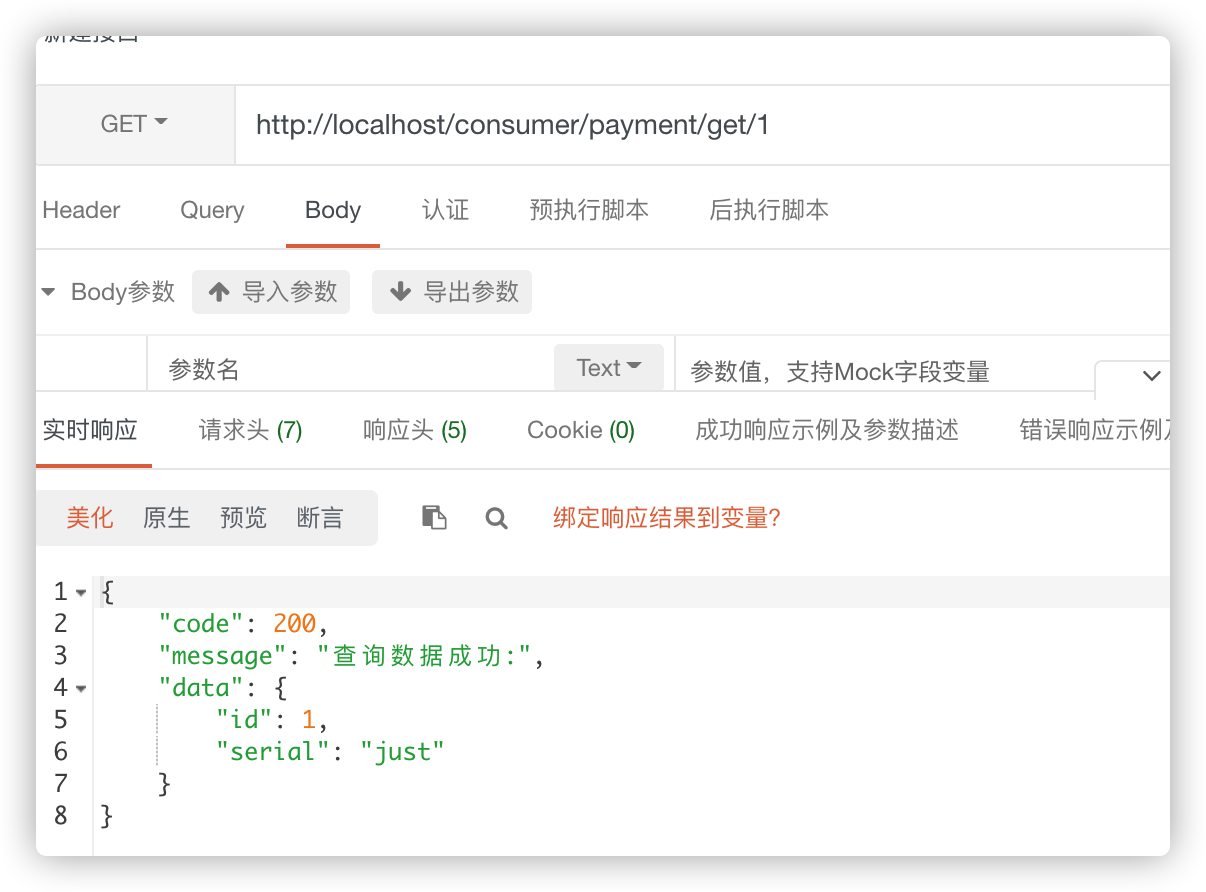 新建接口
GET http://localhost/consumer/payment/get/1
Header Query Body 认证 预执行脚本 后执行脚本
Body参数 导入参数 导出参数
参数名 Text 参数值，支持Mock字段变量
实时响应 请求头 (7) 响应头 (5) Cookie (0) 成功响应示例及参数描述 错误响应示例及
美化 原生 预览 断言 绑定响应结果到变量?
1 {
2 "code": 200,
3 "message": "查询数据成功:",
4 "data": {
5 "id": 1,
6 "serial": "just"
7 }
8 }